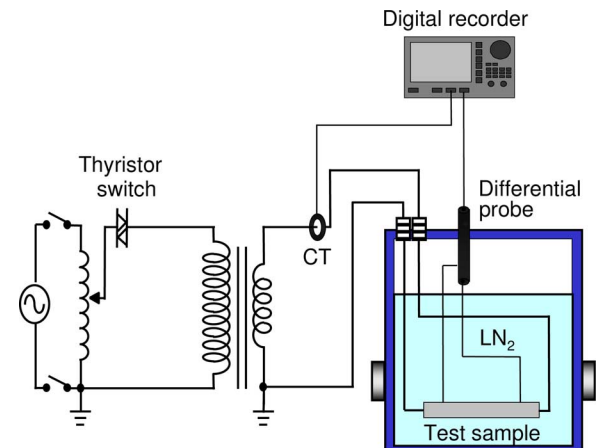 Digital recorder
Thyristor
switch
Differential
probe
CT
LN₂
Test sample